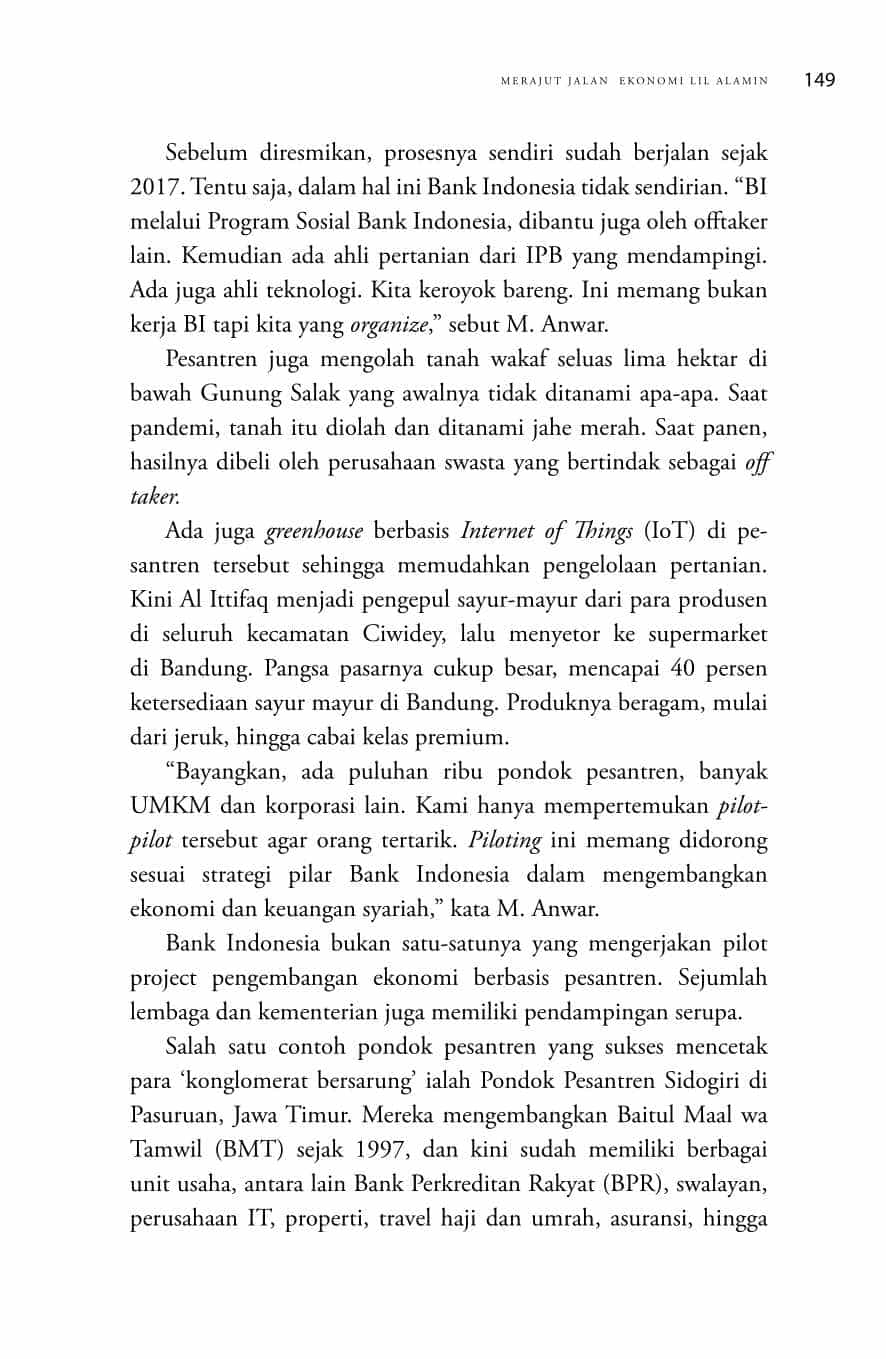 MERAJUT JALAN EKONOMI LIL ALAMIN 149
Sebelum diresmikan, prosesnya sendiri sudah berjalan sejak
2017. Tentu saja, dalam hal ini Bank Indonesia tidak sendirian. “BI
melalui Program Sosial Bank Indonesia, dibantu juga oleh offtaker
lain. Kemudian ada ahli pertanian dari IPB yang mendampingi.
Ada juga ahli teknologi. Kita keroyok bareng. Ini memang bukan
kerja BI tapi kita yang organize,” sebut M. Anwar.
Pesantren juga mengolah tanah wakaf seluas lima hektar di
bawah Gunung Salak yang awalnya tidak ditanami apa-apa. Saat
pandemi, tanah itu diolah dan ditanami jahe merah. Saat panen,
hasilnya dibeli oleh perusahaan swasta yang bertindak sebagai off
taker.
Ada juga greenhouse berbasis Internet of Things (IoT) di pe-
santren tersebut sehingga memudahkan pengelolaan pertanian.
Kini Al Ittifaq menjadi pengepul sayur-mayur dari para produsen
di seluruh kecamatan Ciwidey, lalu menyetor ke supermarket
di Bandung. Pangsa pasarnya cukup besar, mencapai 40 persen
ketersediaan sayur mayur di Bandung. Produknya beragam, mulai
dari jeruk, hingga cabai kelas premium.
“Bayangkan, ada puluhan ribu pondok pesantren, banyak
UMKM dan korporasi lain. Kami hanya mempertemukan pilot-
pilot tersebut agar orang tertarik. Piloting ini memang didorong
sesuai strategi pilar Bank Indonesia dalam mengembangkan
ekonomi dan keuangan syariah,” kata M. Anwar.
Bank Indonesia bukan satu-satunya yang mengerjakan pilot
project pengembangan ekonomi berbasis pesantren. Sejumlah
lembaga dan kementerian juga memiliki pendampingan serupa.
Salah satu contoh pondok pesantren yang sukses mencetak
para ‘konglomerat bersarung’ ialah Pondok Pesantren Sidogiri di
Pasuruan, Jawa Timur. Mereka mengembangkan Baitul Maal wa
Tamwil (BMT) sejak 1997, dan kini sudah memiliki berbagai
unit usaha, antara lain Bank Perkreditan Rakyat (BPR), swalayan,
perusahaan IT, properti, travel haji dan umrah, asuransi, hingga